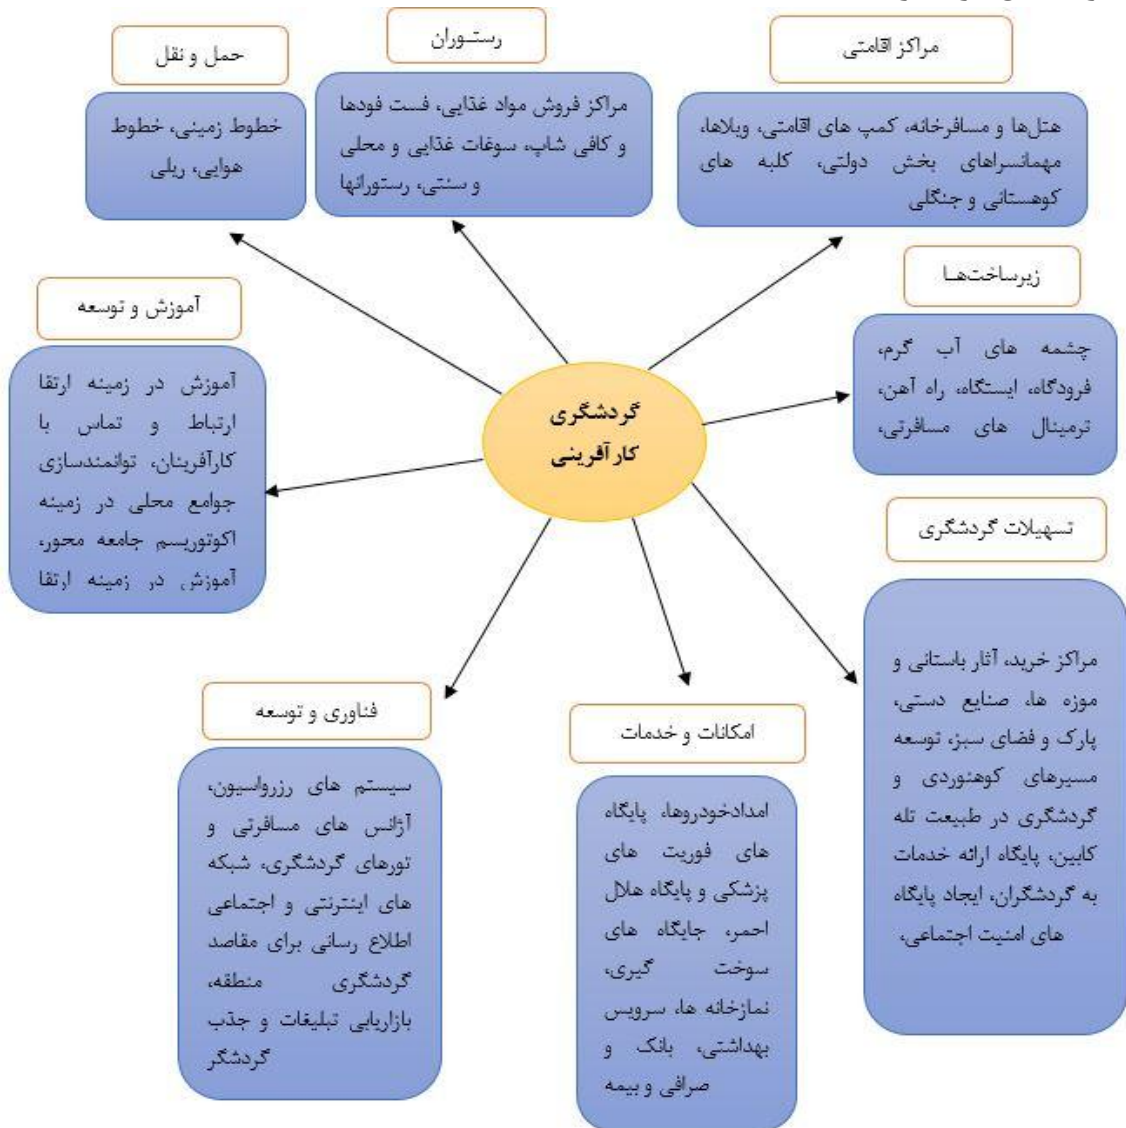 مراکز اقامتی
هتل‌ها و مسافرخانه، کمپ های اقامتی، ویلاها،
مهمانسراهای بخش دولتی، کلبه های
کوهستانی و جنگلی
رستـوران
مراکز فروش مواد غذایی، فست فودها
و کافی شاپ، سوغات غذایی و محلی
و سنتی، رستورانها
حمل و نقل
خطوط زمینی، خطوط
هوایی، ریلی
زیرساخت‌هـا
چشمه های آب گرم،
فرودگاه، ایستگاه، راه آهن،
ترمینال های مسافرتی،
آموزش و توسعه
آموزش در زمینه ارتقا
ارتباط و تماس با
کارآفرینان، توانمندسازی
جوامع محلی در زمینه
اکوتوریسم جامعه محور،
آموزش در زمینه ارتقا
گردشگری
کارآفرینی
تسهیلات گردشگری
مراکز خرید، آثار باستانی و
موزه ها، صنایع دستی،
پارک و فضای سبز، توسعه
مسیرهای کوهنوردی و
گردشگری در طبیعت تله
کابین، پایگاه ارائه خدمات
به گردشگران، ایجاد پایگاه
های امنیت اجتماعی،
امکانات و خدمات
امدادخودروها، پایگاه
های فوریت های
پزشکی و پایگاه هلال
احمر، جایگاه های
سوخت گیری،
نمازخانه ها، سرویس
بهداشتی، بانک و
صرافی و بیمه
فناوری و توسعه
سیستم های رزرواسیون،
آژانس های مسافرتی و
تورهای گردشگری، شبکه
های اینترنتی و اجتماعی
اطلاع رسانی برای مقاصد
گردشگری منطقه،
بازاریابی تبلیغات و جذب
گردشگر